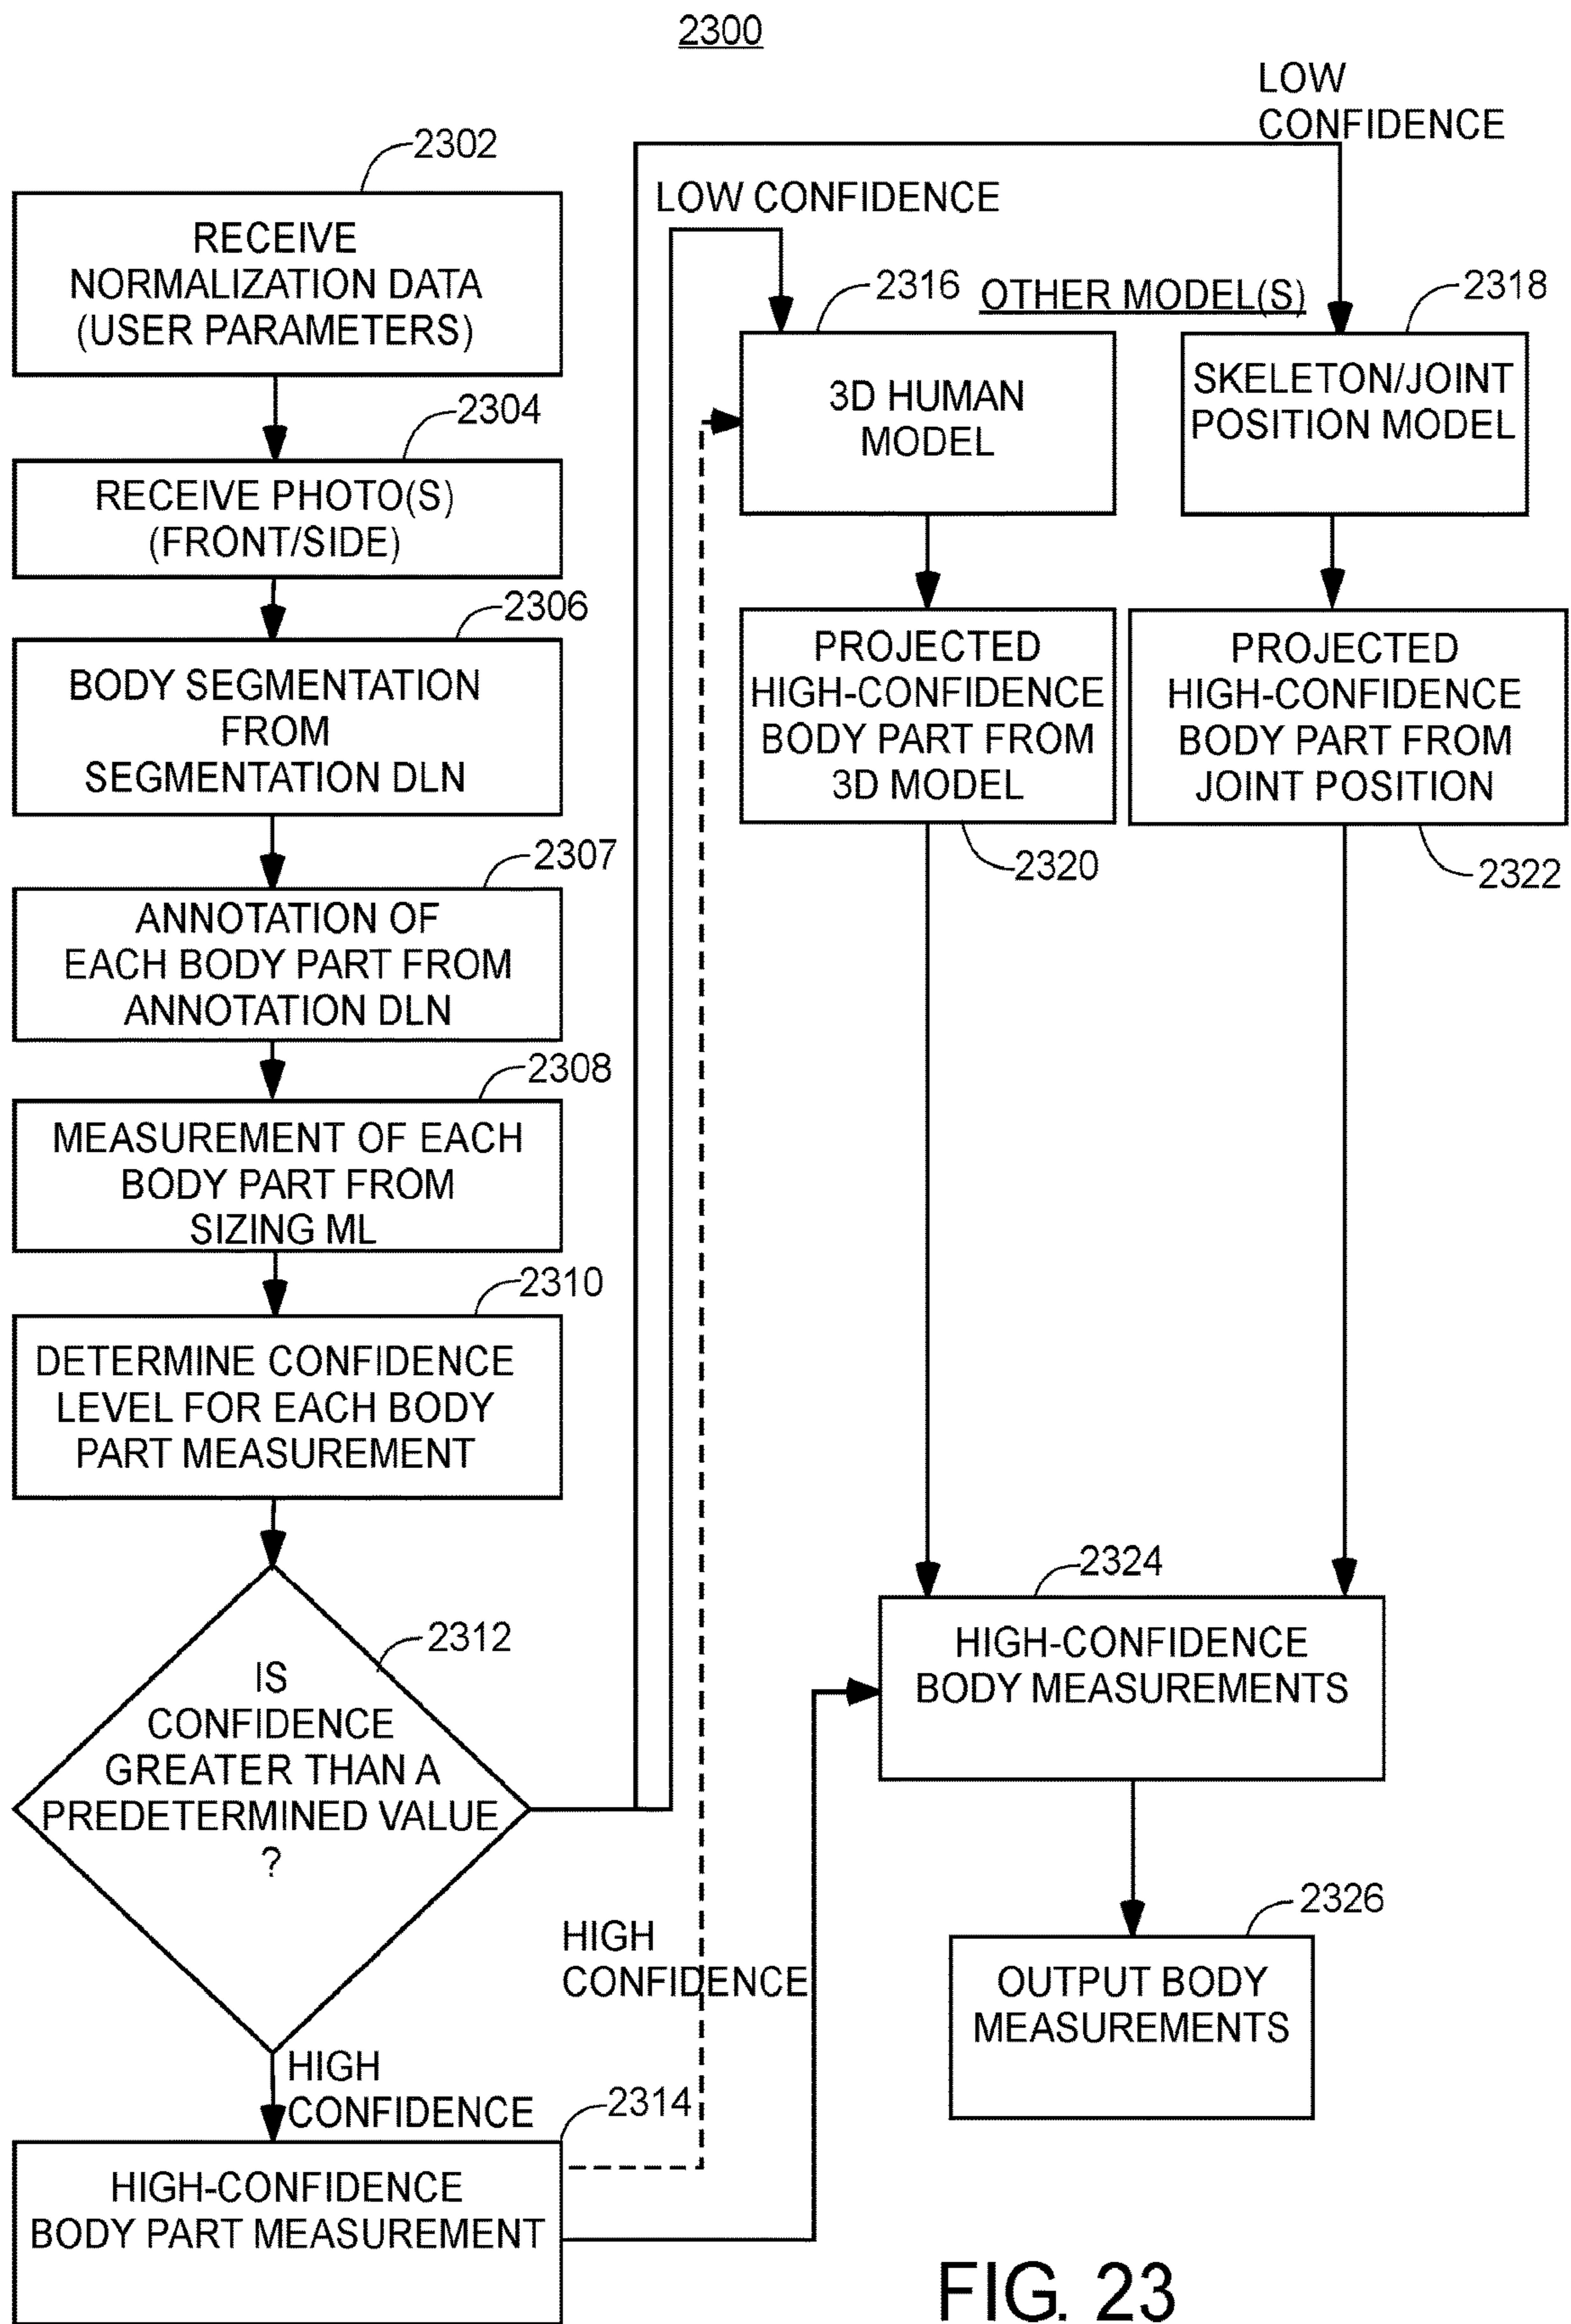 2300
2302
RECEIVE
NORMALIZATION DATA
(USER PARAMETERS)
2304
RECEIVE PHOTO(S)
(FRONT/SIDE)
2306
BODY SEGMENTATION
FROM
SEGMENTATION DLN
2307
ANNOTATION OF
EACH BODY PART FROM
ANNOTATION DLN
2308
MEASUREMENT OF EACH
BODY PART FROM
SIZING ML
2310
DETERMINE CONFIDENCE
LEVEL FOR EACH BODY
PART MEASUREMENT
2312
IS
CONFIDENCE
GREATER THAN A
PREDETERMINED VALUE
?
HIGH
CONFIDENCE
2314
HIGH-CONFIDENCE
BODY PART MEASUREMENT
HIGH
CONFIDENCE
LOW CONFIDENCE
LOW
CONFIDENCE
OTHER MODEL(S)
2316
3D HUMAN
MODEL
2318
SKELETON/JOINT
POSITION MODEL
PROJECTED
HIGH-CONFIDENCE
BODY PART FROM
3D MODEL
2320
PROJECTED
HIGH-CONFIDENCE
BODY PART FROM
JOINT POSITION
2322
2324
HIGH-CONFIDENCE
BODY MEASUREMENTS
2326
OUTPUT BODY
MEASUREMENTS
FIG. 23